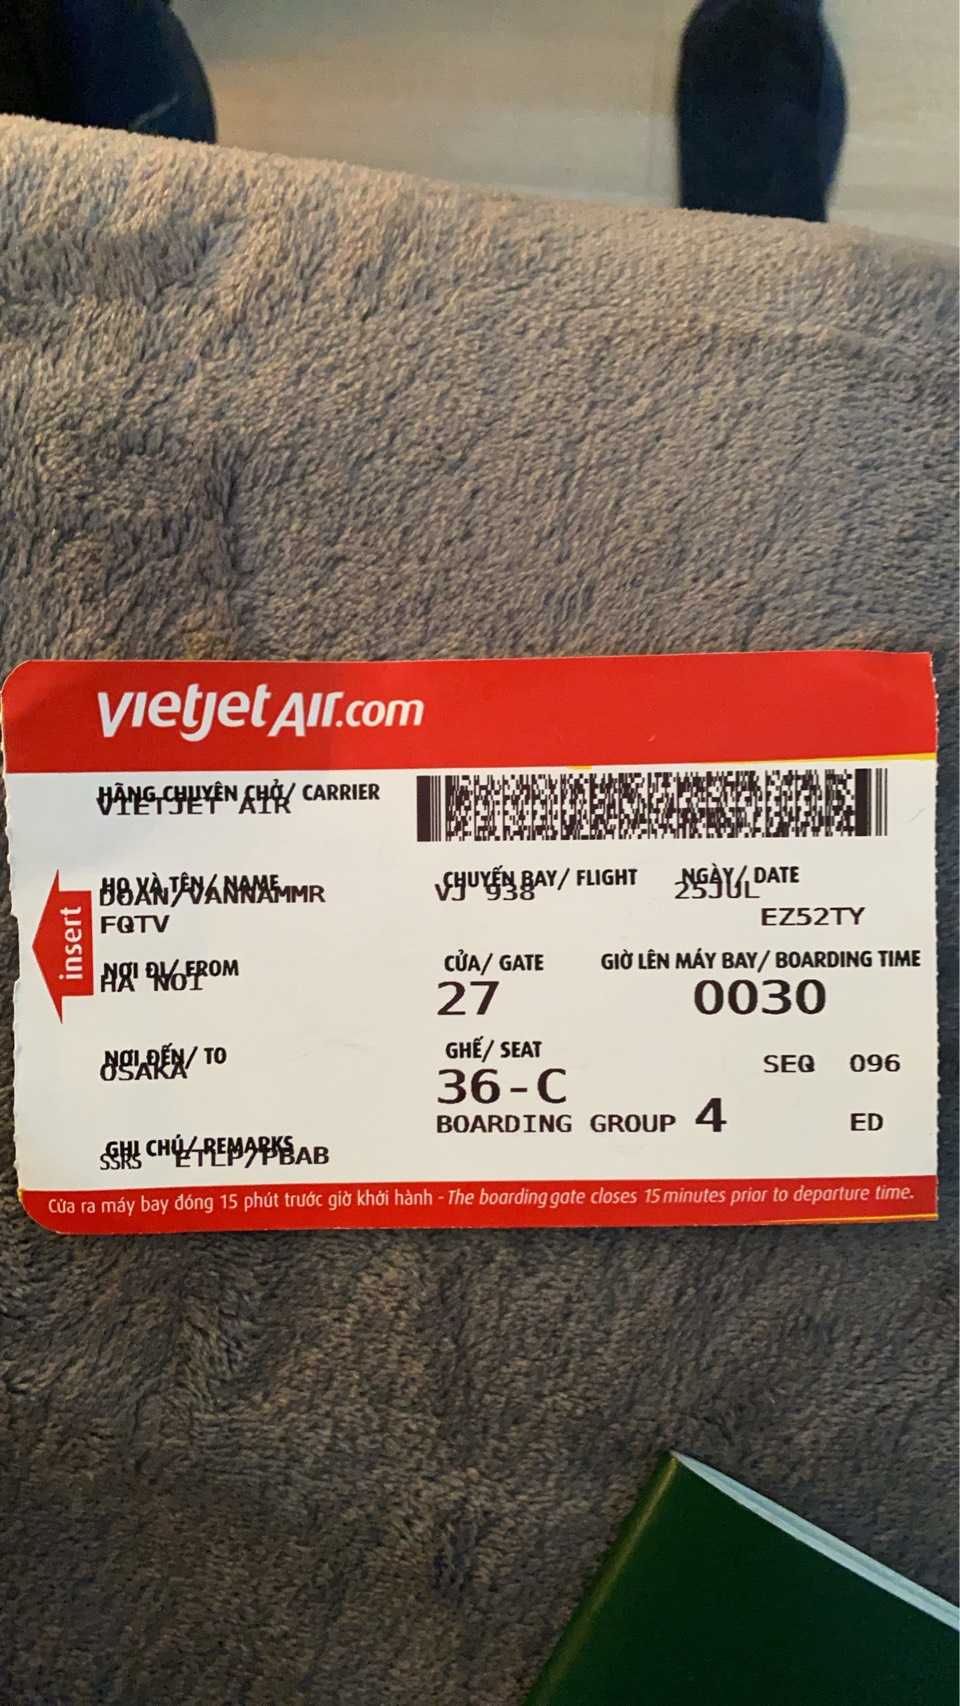 vietjetAir.com
HÃNG CHUYÊN CHỞ/ CARRIER
VIETJET AIR
HỌ VÀ TÊN/ NAME
DOAN/VANNAMMR
FQTV
CHUYẾN BAY/ FLIGHT
VJ 938
NGÀY/ DATE
25JUL
EZ52TY
insert
NƠI ĐI/ FROM
HA NOI
CỬA/ GATE
27
GIỜ LÊN MÁY BAY/ BOARDING TIME
0030
NƠI ĐẾN/ TO
OSAKA
GHẾ/ SEAT
36-C
SEQ 096
BOARDING GROUP 4
ED
GHI CHÚ/ REMARKS
SSRS ETLP/PBAB
Cửa ra máy bay đóng 15 phút trước giờ khởi hành - The boarding gate closes 15 minutes prior to departure time.